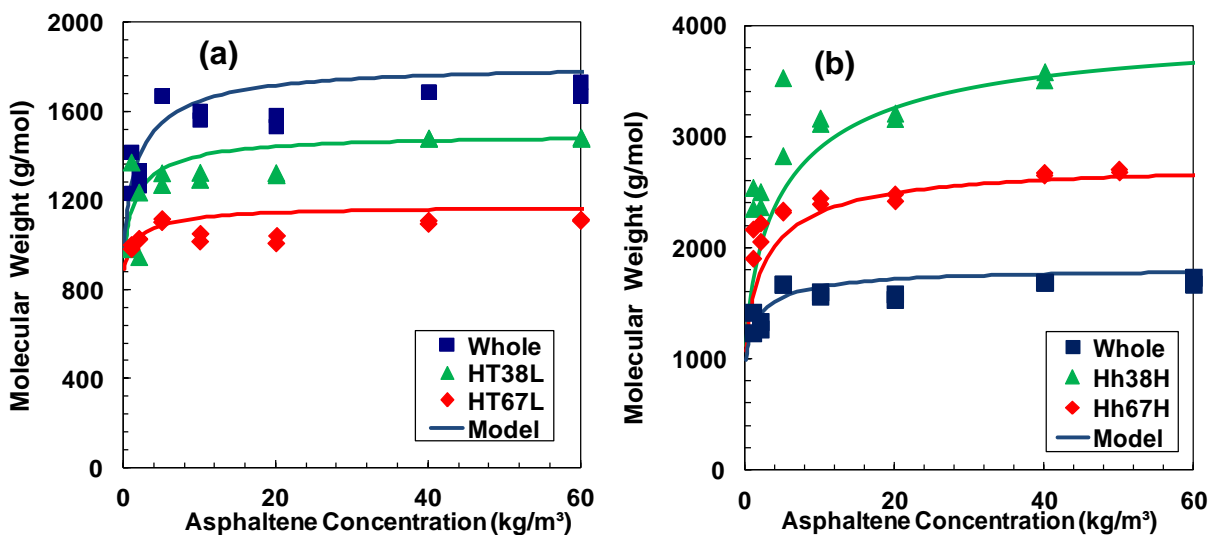 (a)
Molecular Weight (g/mol)
2000
1600
1200
800
400
0
Whole
HT38L
HT67L
Model
0
20
40
60
Asphaltene Concentration (kg/m³)
(b)
Molecular Weight (g/mol)
4000
3000
2000
1000
0
Whole
Hh38H
Hh67H
Model
0
20
40
60
Asphaltene Concentration (kg/m³)